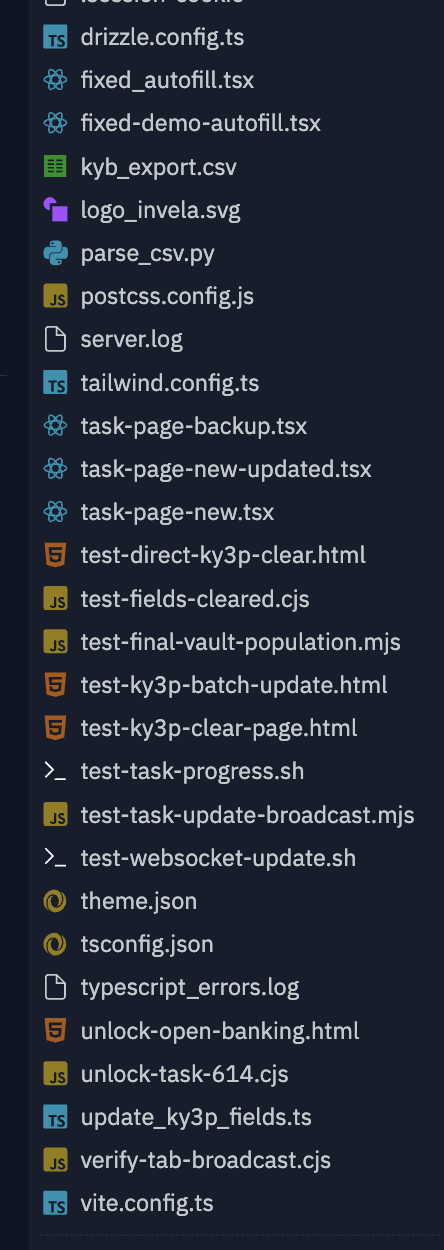 drizzle.config.ts
fixed_autofill.tsx
fixed-demo-autofill.tsx
kyb_export.csv
logo_invela.svg
parse_csv.py
postcss.config.js
server.log
tailwind.config.ts
task-page-backup.tsx
task-page-new-updated.tsx
task-page-new.tsx
test-direct-ky3p-clear.html
test-fields-cleared.cjs
test-final-vault-population.mjs
test-ky3p-batch-update.html
test-ky3p-clear-page.html
test-task-progress.sh
test-task-update-broadcast.mjs
test-websocket-update.sh
theme.json
tsconfig.json
typescript_errors.log
unlock-open-banking.html
unlock-task-614.cjs
update_ky3p_fields.ts
verify-tab-broadcast.cjs
vite.config.ts